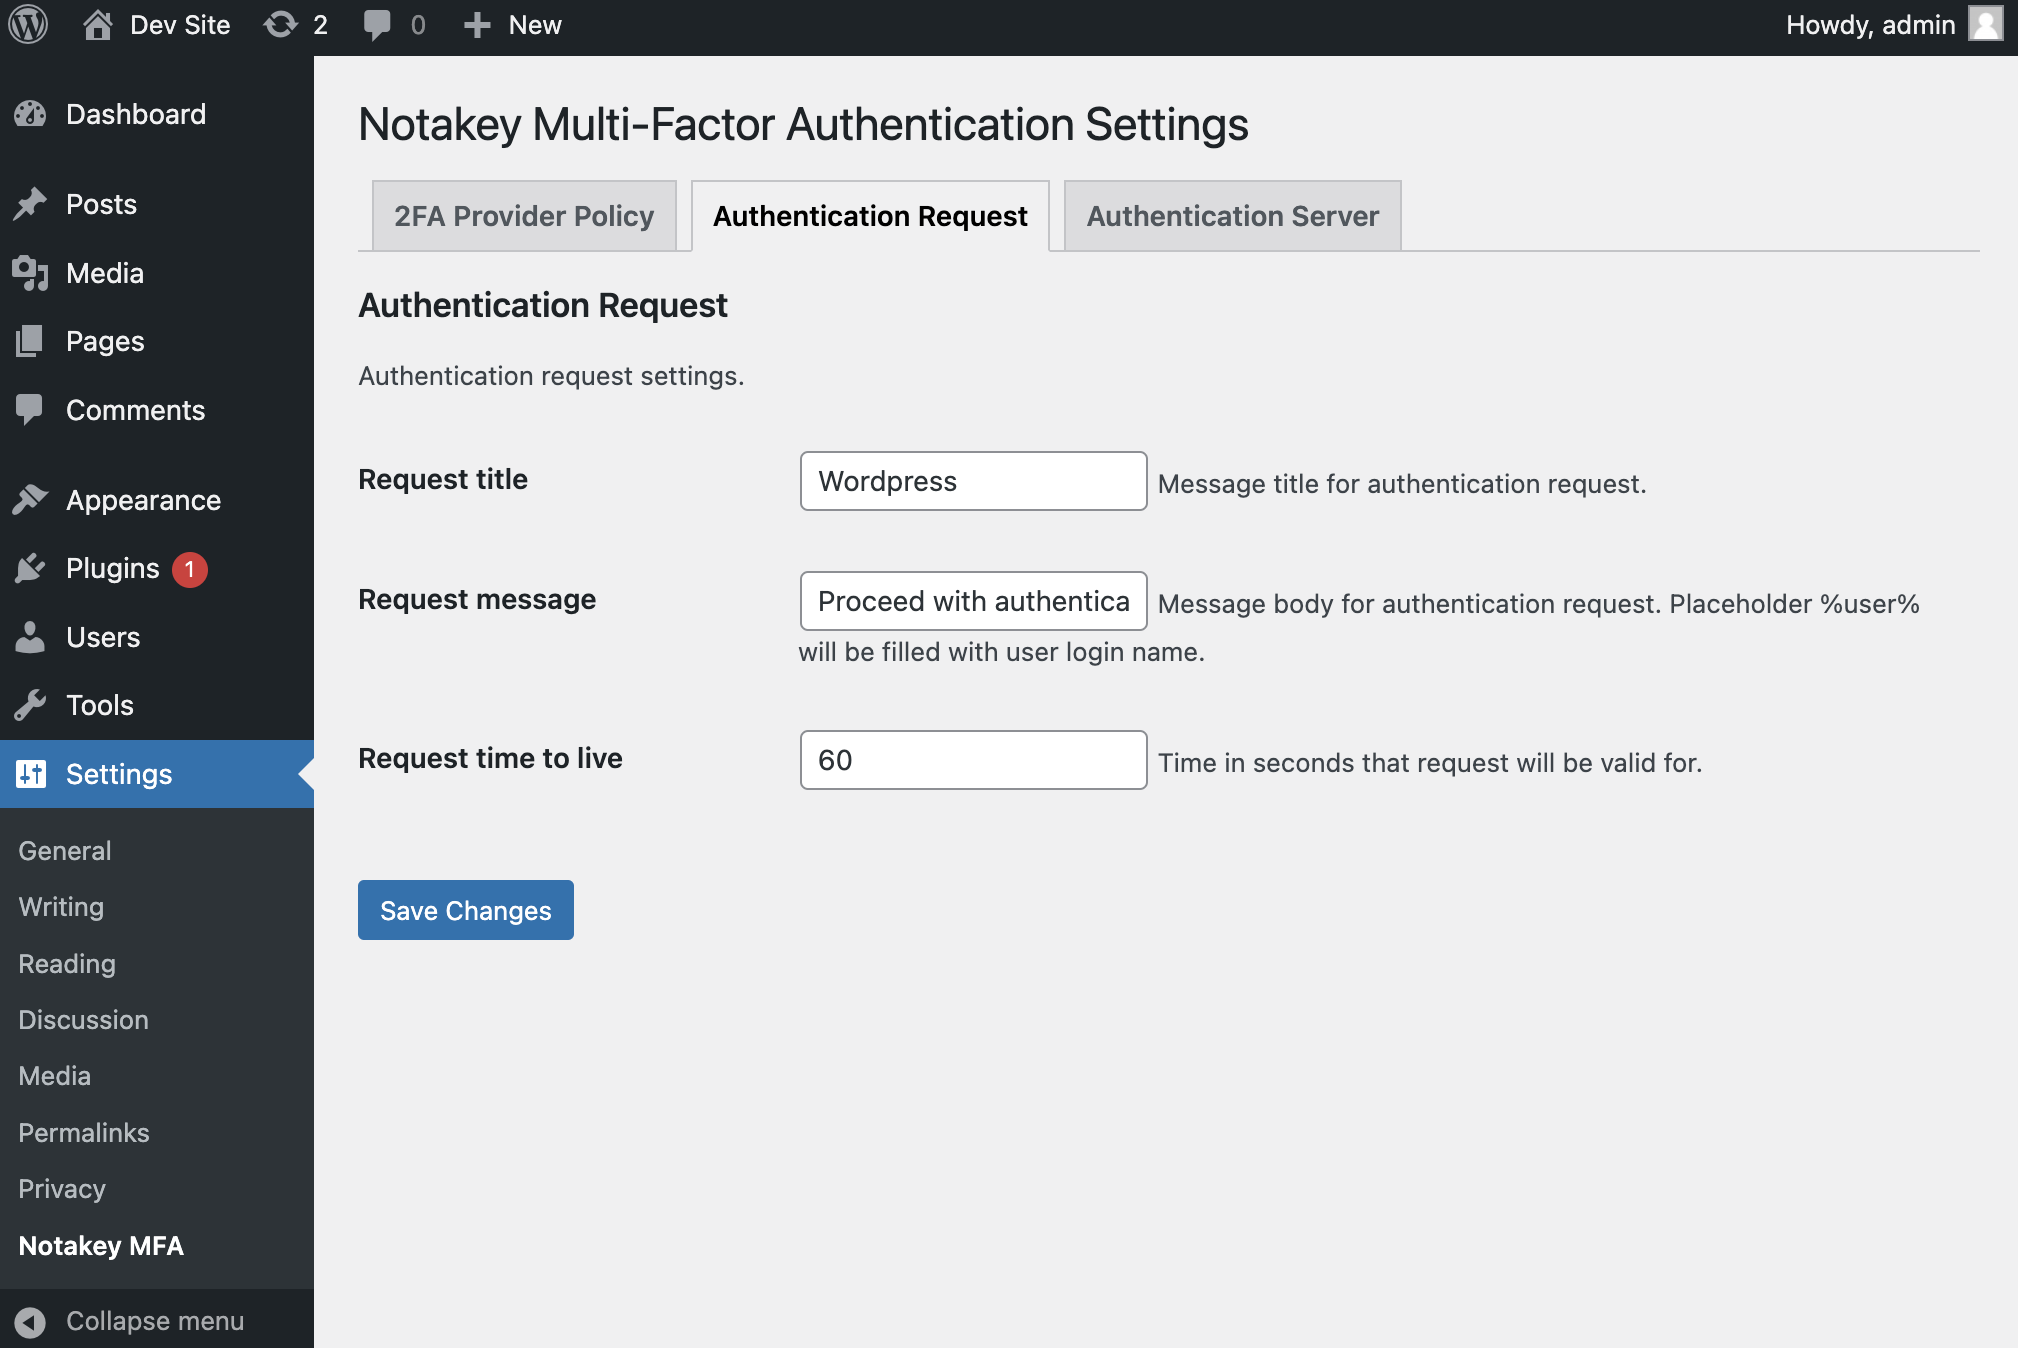 Dev Site 2 0 New Howdy, admin
Dashboard
Posts
Media
Pages
Comments
Appearance
Plugins 1
Users
Tools
Settings
General
Writing
Reading
Discussion
Media
Permalinks
Privacy
Notakey MFA
Collapse menu
Notakey Multi-Factor Authentication Settings
2FA Provider Policy Authentication Request Authentication Server
Authentication Request
Authentication request settings.
Request title Wordpress Message title for authentication request.
Request message Proceed with authentica Message body for authentication request. Placeholder %user%
will be filled with user login name.
Request time to live 60 Time in seconds that request will be valid for.
Save Changes